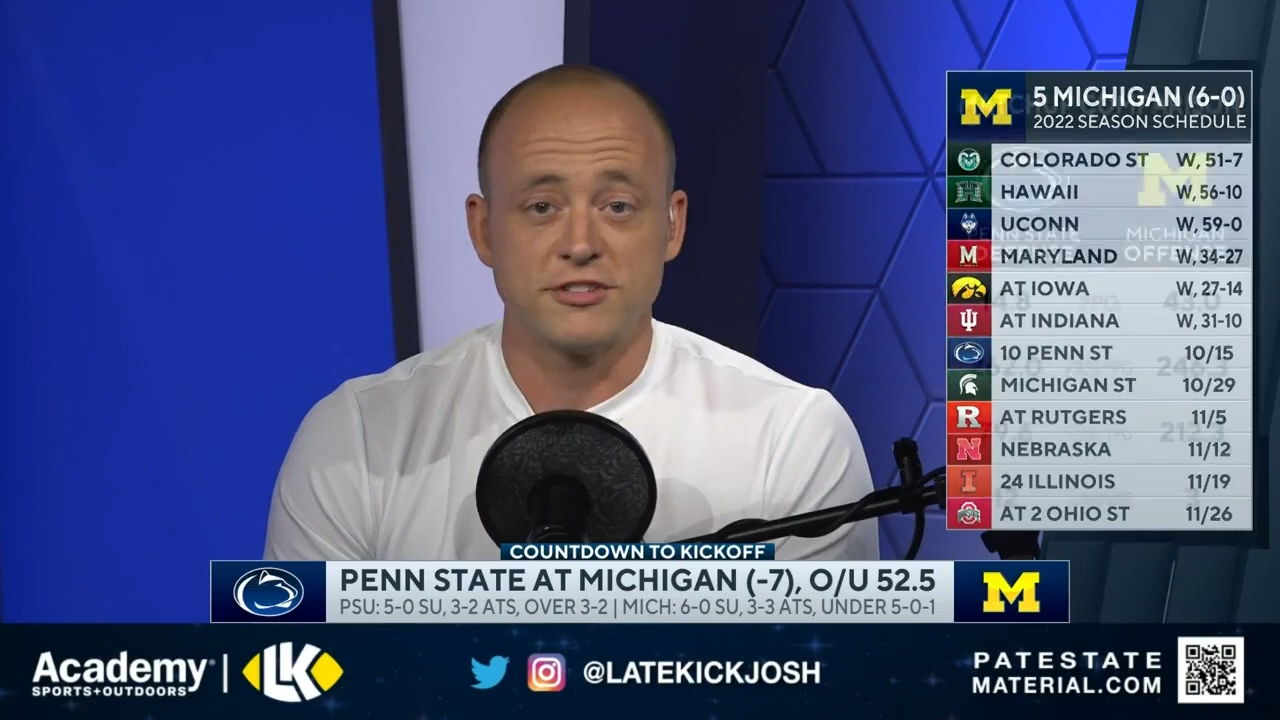 5 MICHIGAN (6-0)
2022 SEASON SCHEDULE
COLORADO ST W, 51-7
HAWAII W, 56-10
UCONN W, 59-0
MARYLAND W, 34-27
AT IOWA W, 27-14
AT INDIANA W, 31-10
10 PENN ST 10/15
MICHIGAN ST 10/29
AT RUTGERS 11/5
NEBRASKA 11/12
24 ILLINOIS 11/19
AT 2 OHIO ST 11/26
COUNTDOWN TO KICKOFF
PENN STATE AT MICHIGAN (-7), O/U 52.5
PSU: 5-0 SU, 3-2 ATS, OVER 3-2 | MICH: 6-0 SU, 3-3 ATS, UNDER 5-0-1
Academy
SPORTS+OUTDOORS
LK
@LATEKICKJOSH
PATESTATE
MATERIAL.COM